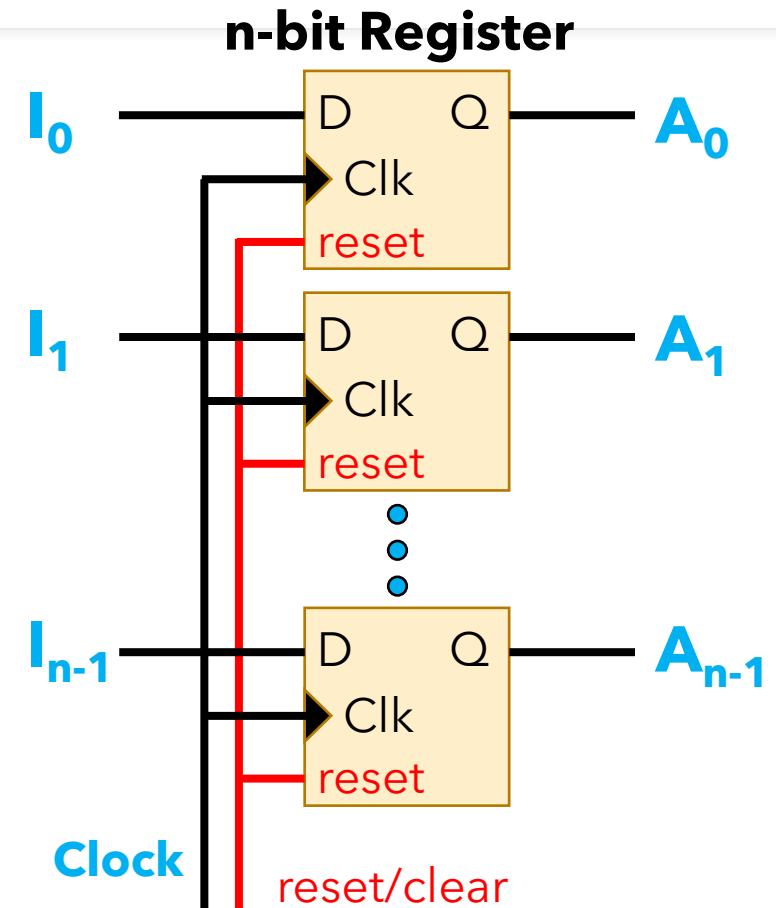 n-bit Register
I₀ D Q A₀
Clk
reset
I₁ D Q A₁
Clk
reset
Iₙ₋₁ D Q Aₙ₋₁
Clk
reset
Clock
reset/clear